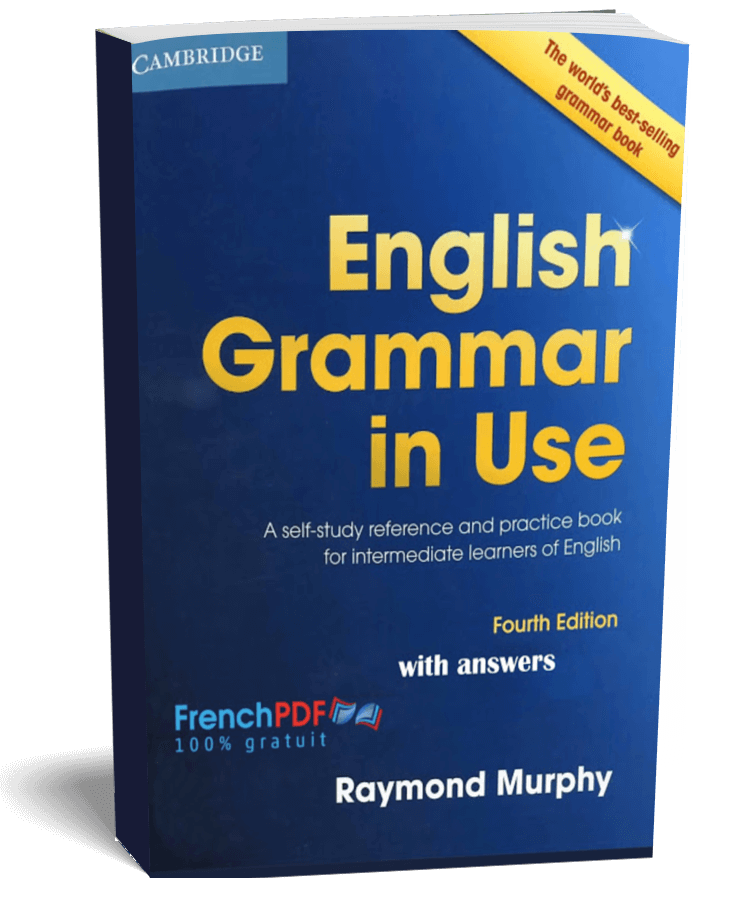 CAMBRIDGE
The world's best-selling
grammar book
English
Grammar
in Use
A self-study reference and practice book
for intermediate learners of English
Fourth Edition
with answers
FrenchPDF
100% gratuit
Raymond Murphy